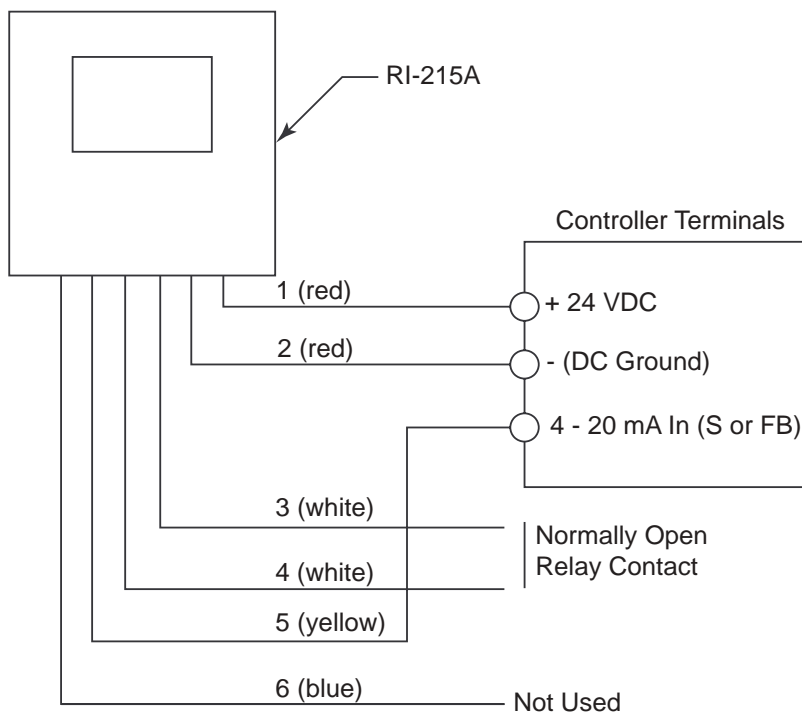 RI-215A
Controller Terminals
1 (red)
+ 24 VDC
2 (red)
- (DC Ground)
4 - 20 mA In (S or FB)
3 (white)
Normally Open
Relay Contact
4 (white)
5 (yellow)
6 (blue)
Not Used